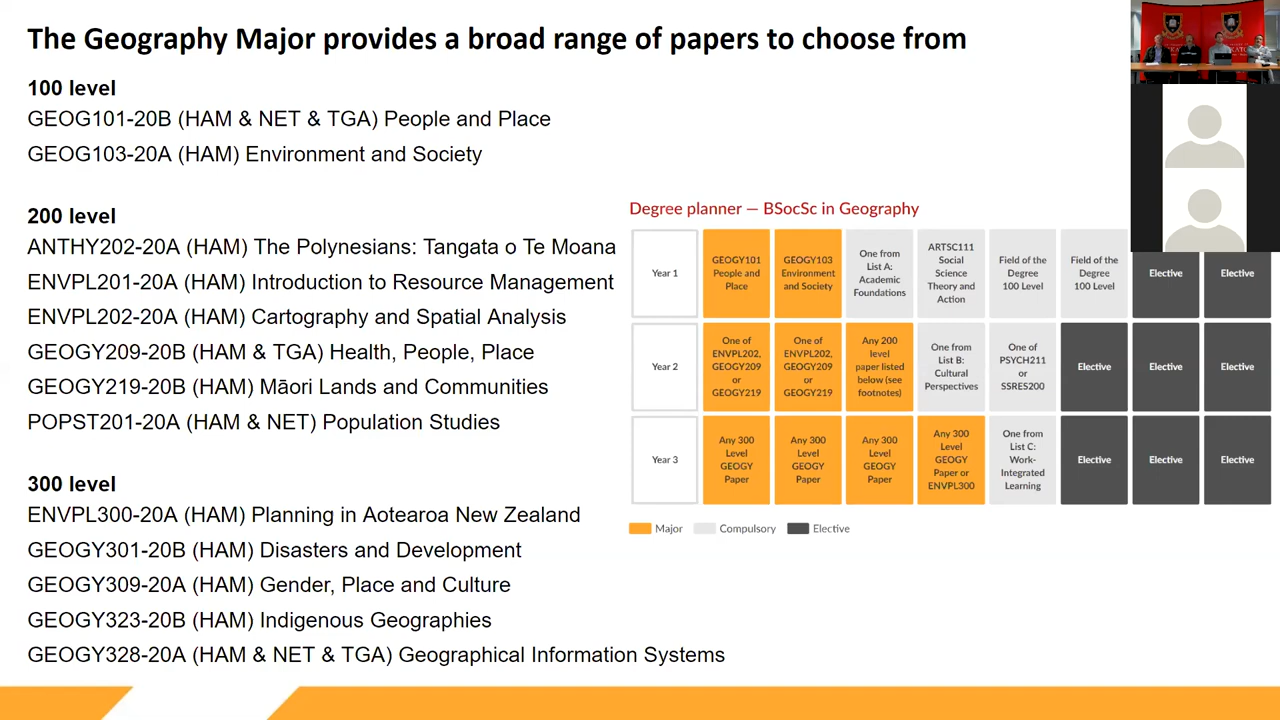 The Geography Major provides a broad range of papers to choose from
100 level
GEOG101-20B (HAM & NET & TGA) People and Place
GEOG103-20A (HAM) Environment and Society
200 level
ANTHY202-20A (HAM) The Polynesians: Tangata o Te Moana
ENVPL201-20A (HAM) Introduction to Resource Management
ENVPL202-20A (HAM) Cartography and Spatial Analysis
GEOGY209-20B (HAM & TGA) Health, People, Place
GEOGY219-20B (HAM) Māori Lands and Communities
POPST201-20A (HAM & NET) Population Studies
300 level
ENVPL300-20A (HAM) Planning in Aotearoa New Zealand
GEOGY301-20B (HAM) Disasters and Development
GEOGY309-20A (HAM) Gender, Place and Culture
GEOGY323-20B (HAM) Indigenous Geographies
GEOGY328-20A (HAM & NET & TGA) Geographical Information Systems
Degree planner – BSocSc in Geography
Year 1
GEOGY101
People and
Place
GEOGY103
Environment
and Society
One from
List A:
Academic
Foundations
ARTSC111
Social
Science
Theory and
Action
Field of the
Degree
100 Level
Field of the
Degree
100 Level
Elective
Elective
Year 2
One of
ENVPL202,
GEOGY209
or
GEOGY219
One of
ENVPL202,
GEOGY209
or
GEOGY219
Any 200
level
paper listed
below (see
footnotes)
One from
List B:
Cultural
Perspectives
One of
PSYCH211
or
SSRES200
Elective
Elective
Elective
Year 3
Any 300
Level
GEOGY
Paper
Any 300
Level
GEOGY
Paper
Any 300
Level
GEOGY
Paper
Any 300
Level
GEOGY
Paper or
ENVPL300
One from
List C:
Work-
Integrated
Learning
Elective
Elective
Elective
Major
Compulsory
Elective